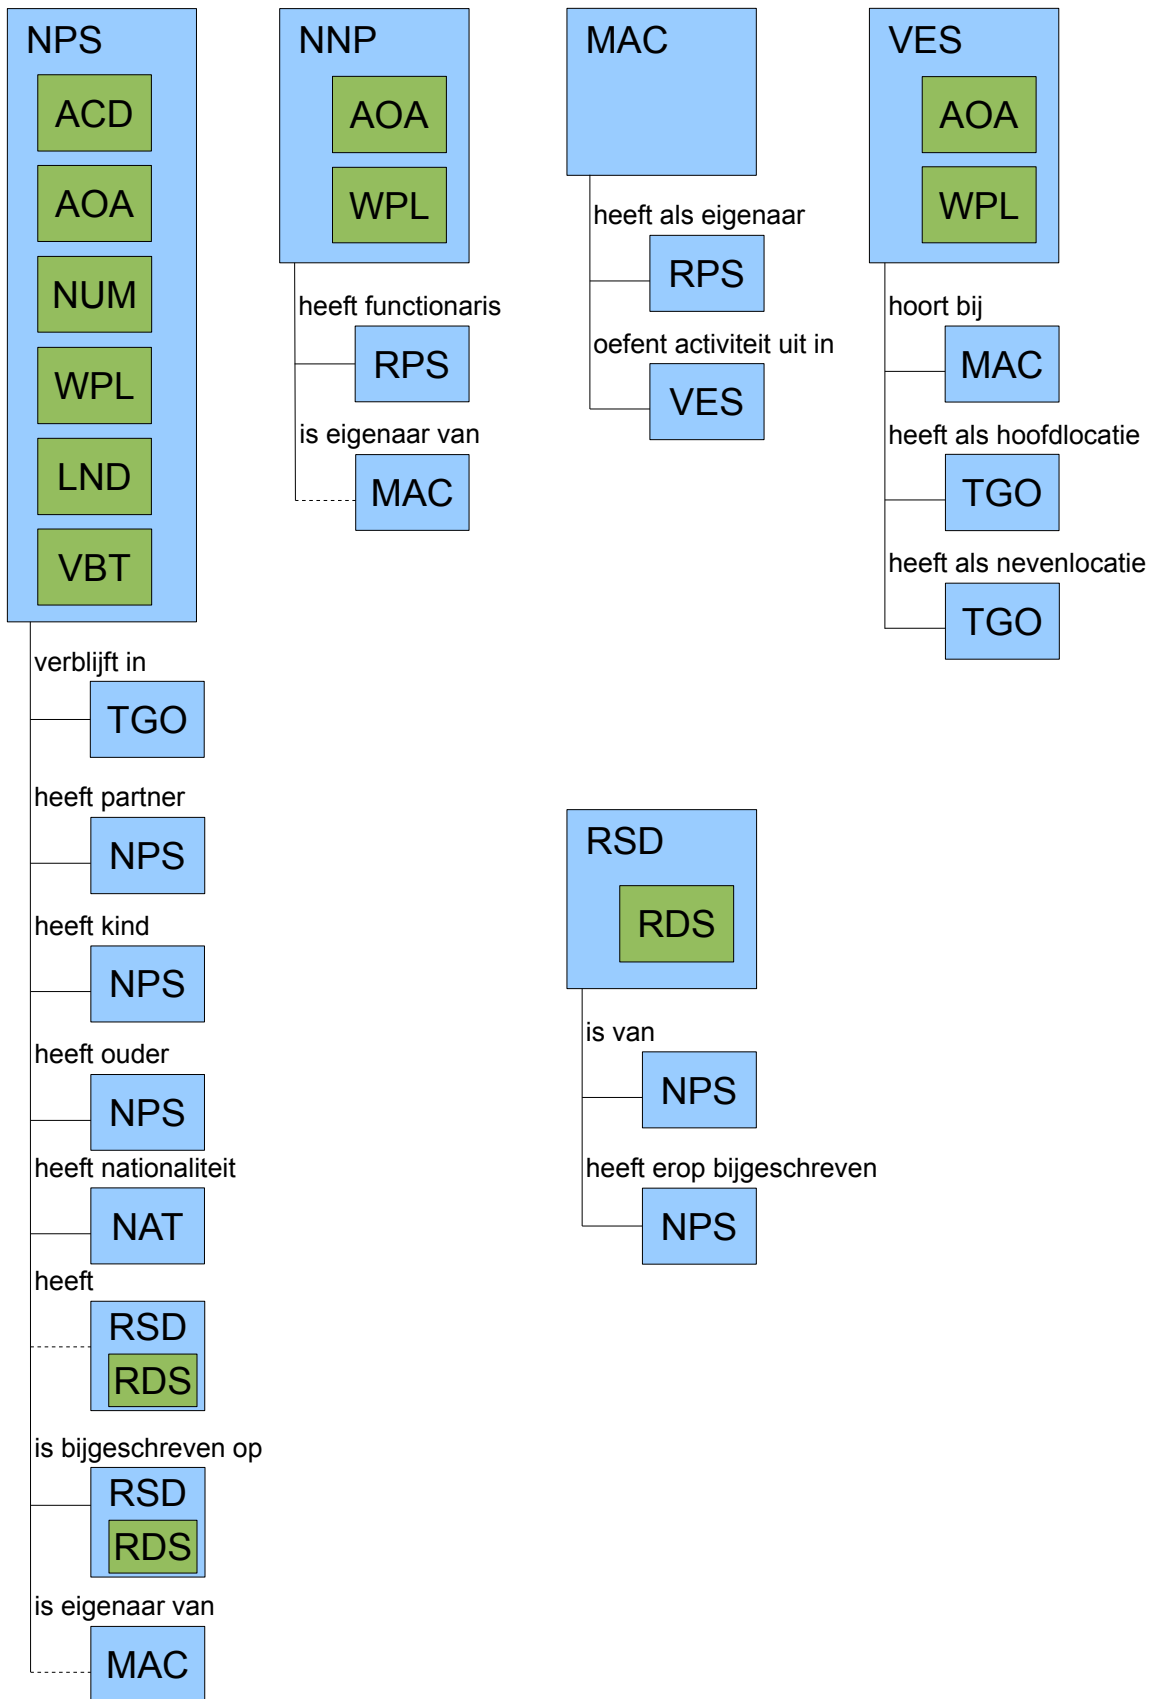 NPS
ACD
AOA
NUM
WPL
LND
VBT
verblijft in
TGO
heeft partner
NPS
heeft kind
NPS
heeft ouder
NPS
heeft nationaliteit
NAT
heeft
RSD
RDS
is bijgeschreven op
RSD
RDS
is eigenaar van
MAC
NNP
AOA
WPL
heeft functionaris
RPS
is eigenaar van
MAC
MAC
heeft als eigenaar
RPS
oefent activiteit uit in
VES
VES
AOA
WPL
hoort bij
MAC
heeft als hoofdlocatie
TGO
heeft als nevenlocatie
TGO
RSD
RDS
is van
NPS
heeft erop bijgeschreven
NPS